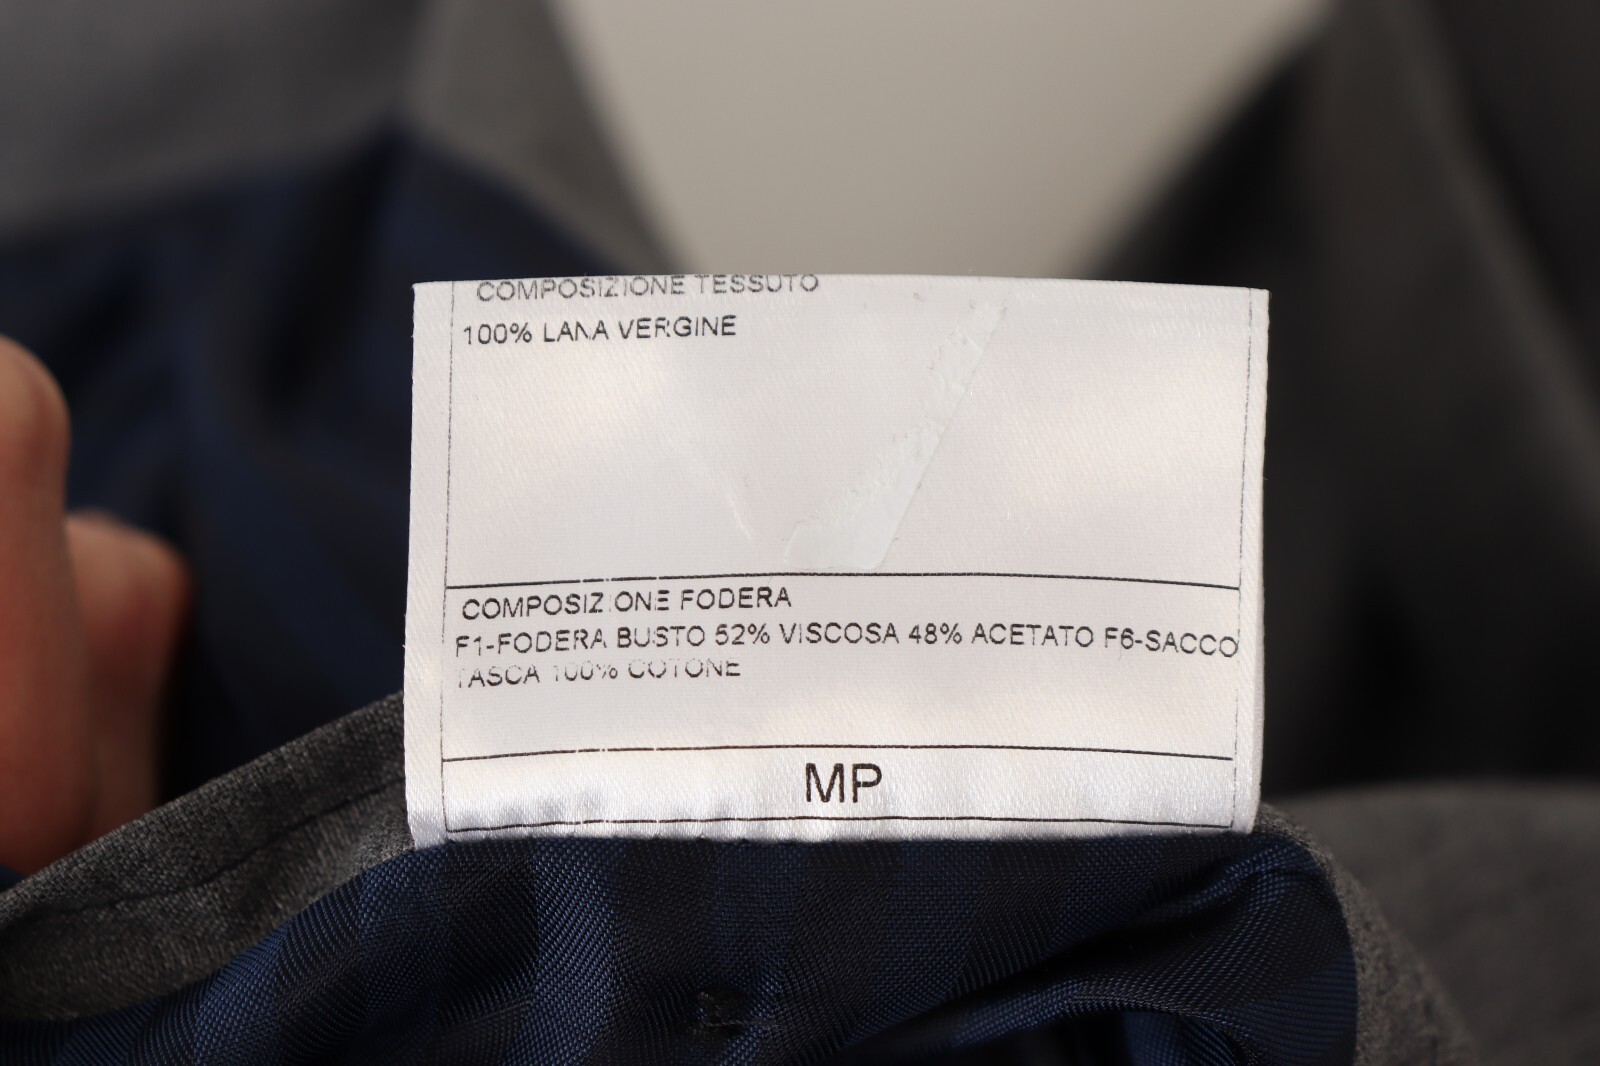 COMPOSIZIONE TESSUTO
100% LANA VERGINE
COMPOSIZIONE FODERA
F1-FODERA BUSTO 52% VISCOSA 48% ACETATO F6-SACCO
TASCA 100% COTONE
MP